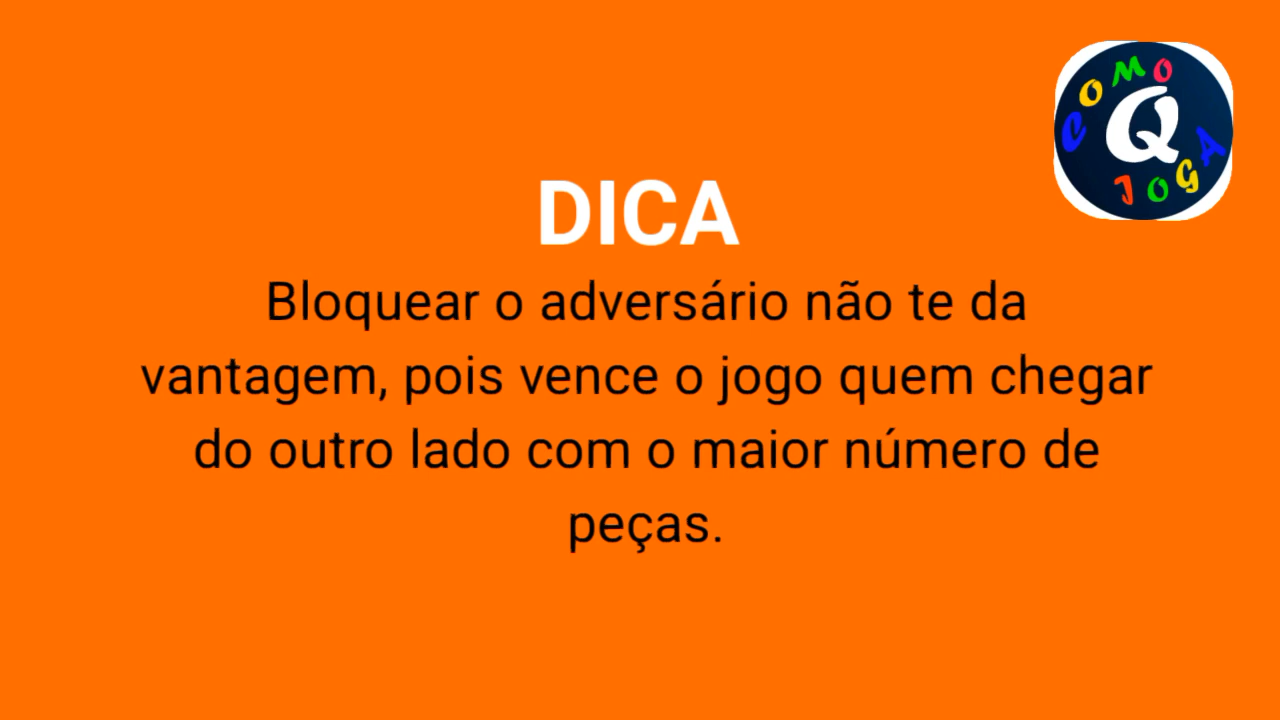 COMO
Q
JOGA
DICA
Bloquear o adversário não te da
vantagem, pois vence o jogo quem chegar
do outro lado com o maior número de
peças.